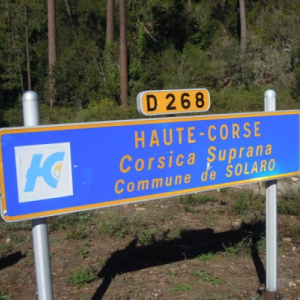 D 268
HAUTE-CORSE
Corsica Suprana
Commune de SOLARO